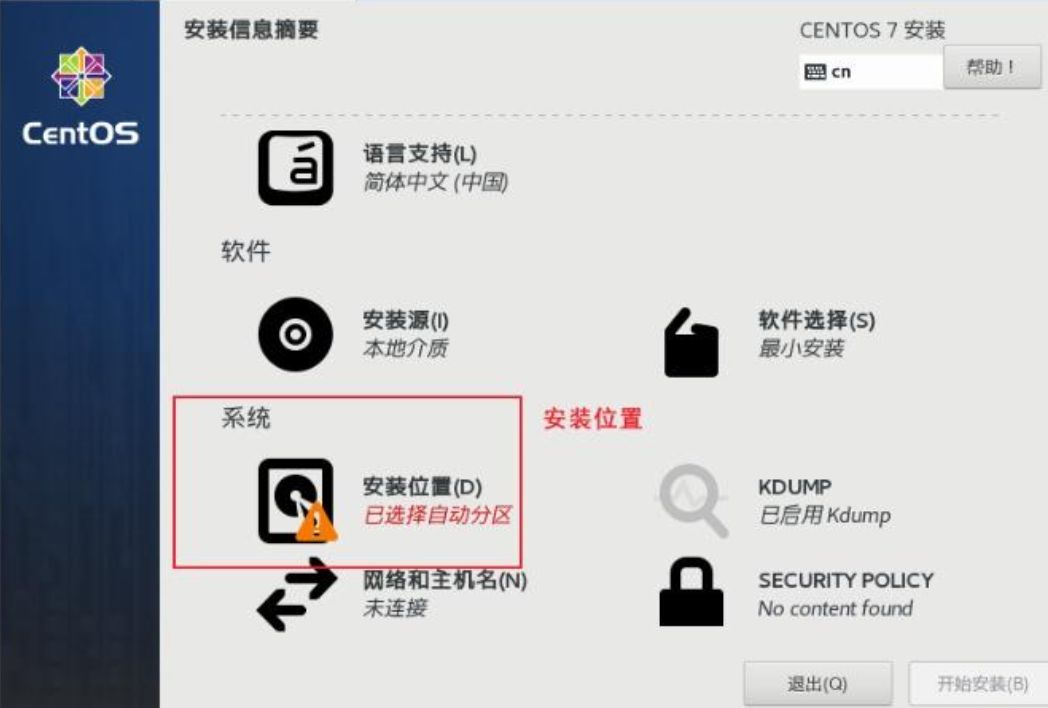 安装信息摘要
CENTOS 7 安装
cn
帮助！
CentOS
á
语言支持(L)
简体中文 (中国)
软件
安装源(I)
本地介质
软件选择(S)
最小安装
系统
安装位置
安装位置(D)
已选择自动分区
KDUMP
已启用 Kdump
网络和主机名(N)
未连接
SECURITY POLICY
No content found
退出(Q)
开始安装(B)